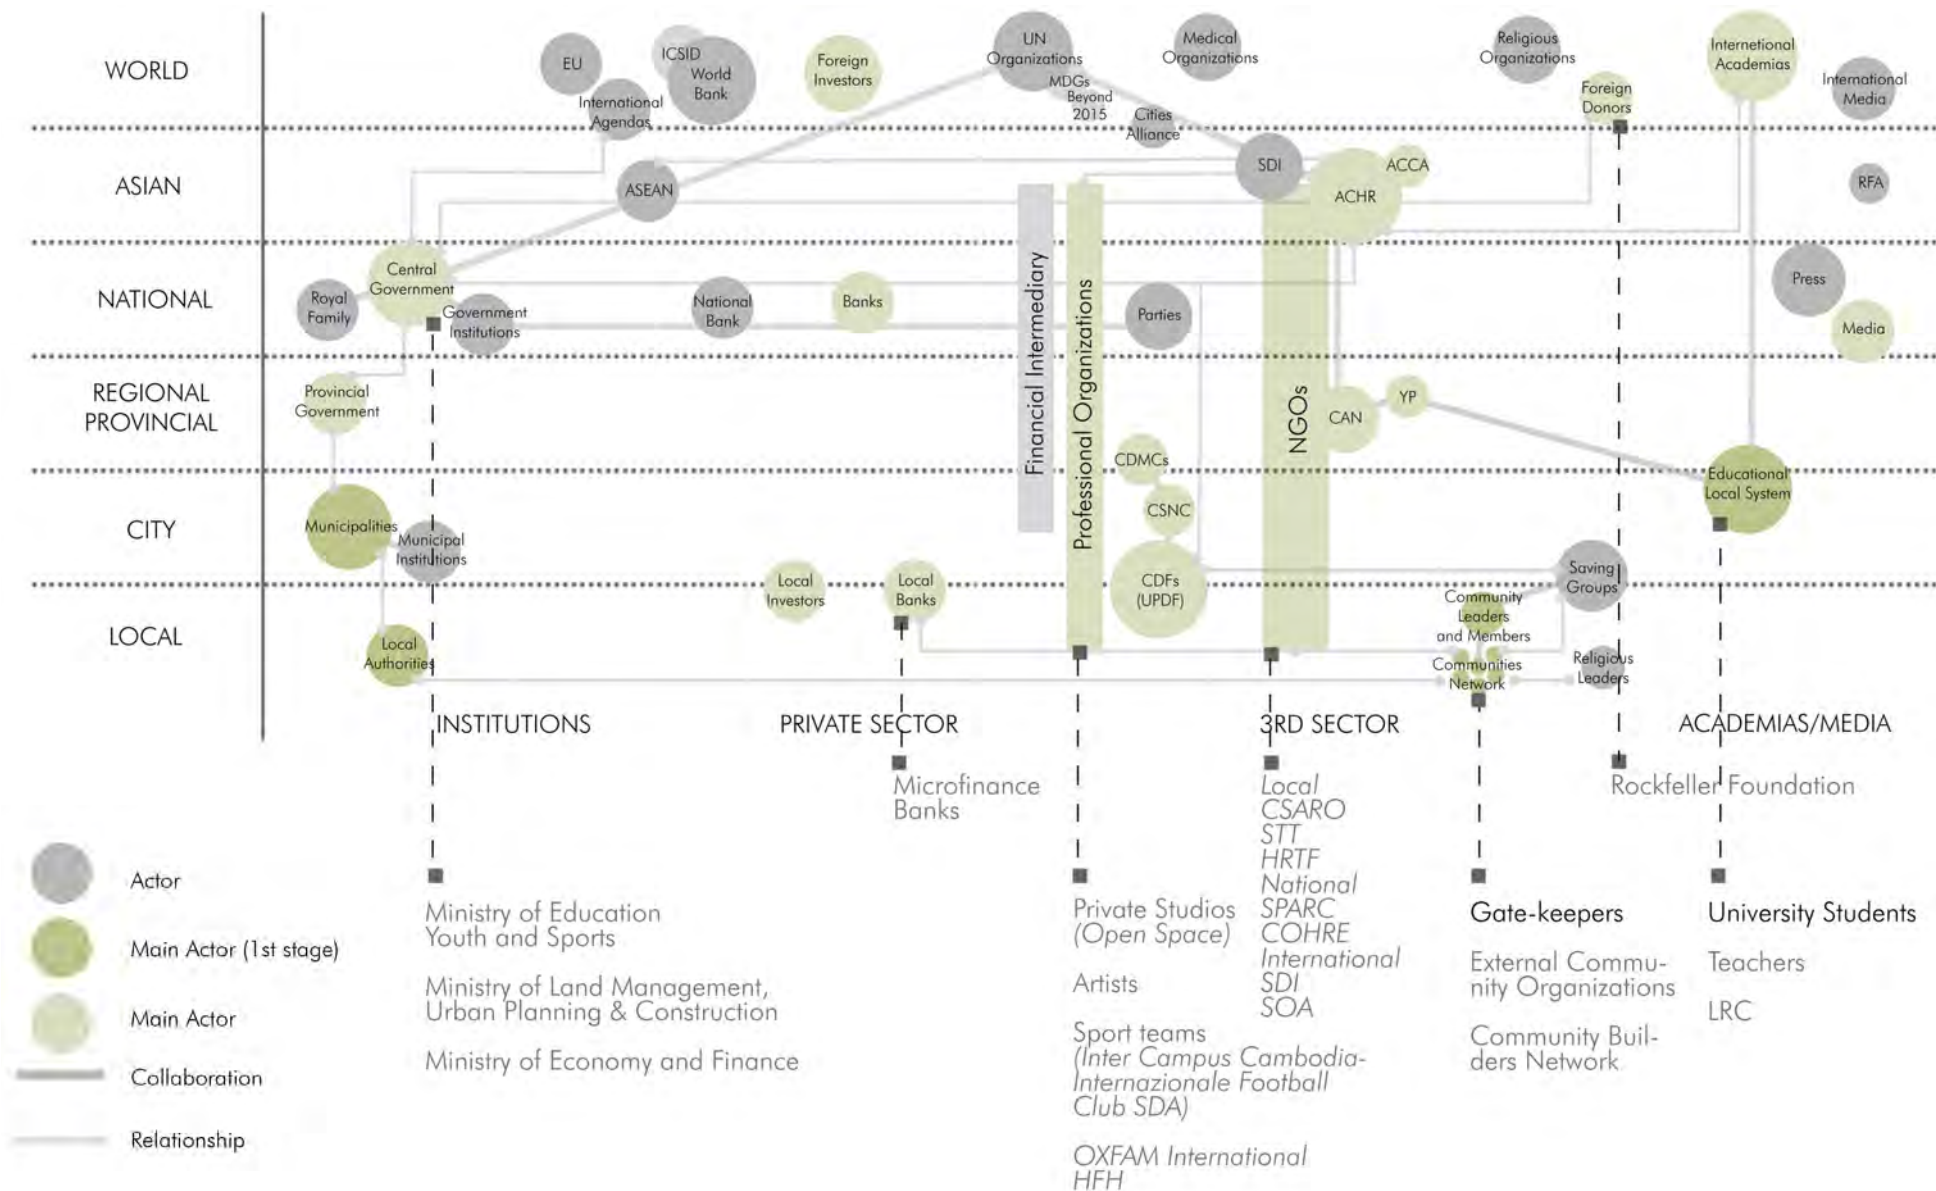 WORLD
EU
ICSID
World
Bank
International
Agendas
Foreign
Investors
UN
Organizations
MDGs
Beyond
2015
Cities
Alliance
Medical
Organizations
Religious
Organizations
Foreign
Donors
Internetional
Academias
International
Media
ASIAN
ASEAN
SDI
ACCA
ACHR
RFA
NATIONAL
Central
Government
Royal
Family
Government
Institutions
National
Bank
Banks
Parties
Press
Media
Financial Intermediary
Professional Organizations
NGOs
REGIONAL
PROVINCIAL
Provincial
Government
CAN
YP
CDMCs
CITY
Municipalities
Municipal
Institutions
CSNC
Educational
Local System
Saving
Groups
LOCAL
Local
Investors
Local
Banks
CDFs
(UPDF)
Community
Leaders
and Members
Local
Authorities
Communities
Network
Religious
Leaders
INSTITUTIONS
PRIVATE SECTOR
3RD SECTOR
ACADEMIAS/MEDIA
Microfinance
Banks
Rockfeller Foundation
Local
CSARO
STT
HRTF
National
SPARC
COHRE
International
SDI
SOA
Ministry of Education
Youth and Sports
Ministry of Land Management,
Urban Planning & Construction
Ministry of Economy and Finance
Private Studios
(Open Space)
Artists
Sport teams
(Inter Campus Cambodia-
Internazionale Football
Club SDA)
OXFAM International
HFH
Gate-keepers
External Commu-
nity Organizations
Community Buil-
ders Network
University Students
Teachers
LRC
Actor
Main Actor (1st stage)
Main Actor
Collaboration
Relationship